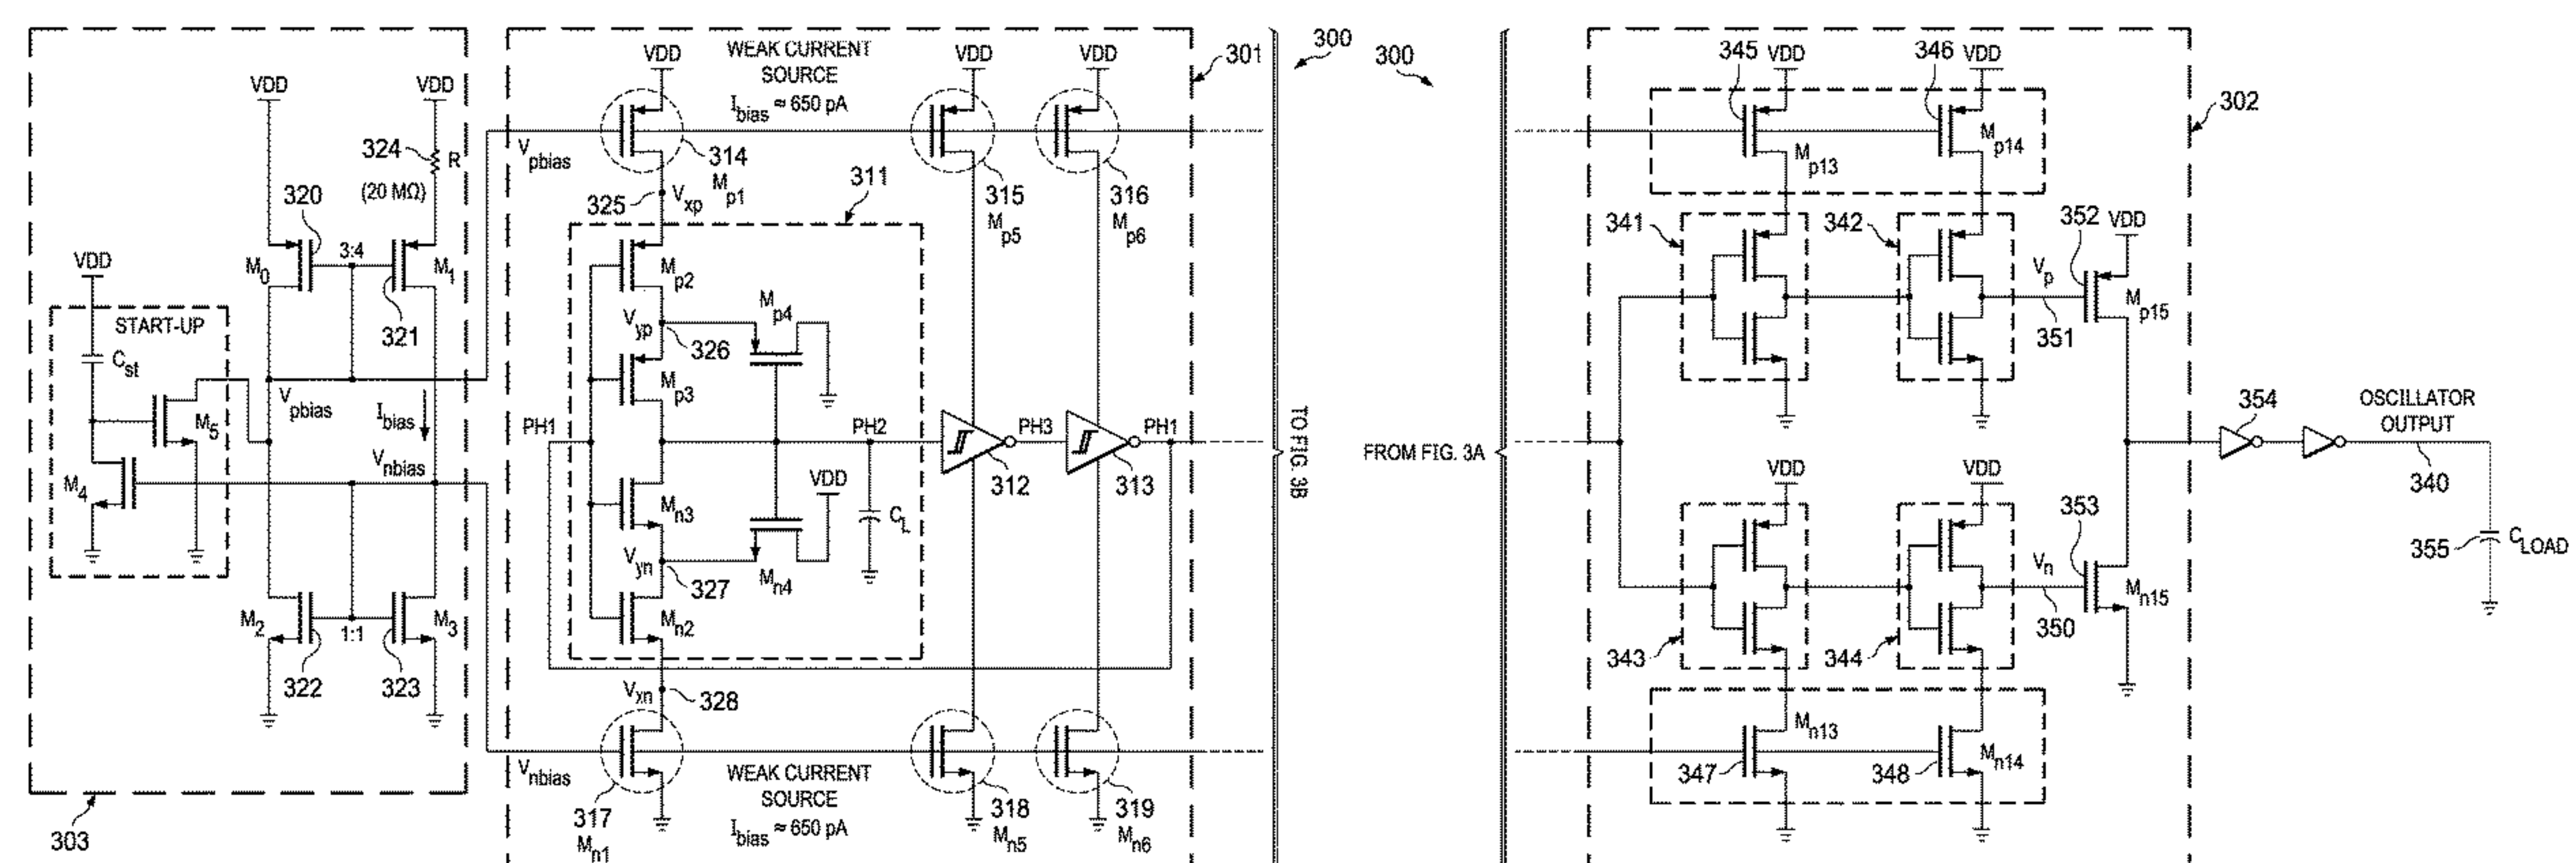 VDD
VDD
324
R
(20 MΩ)
320
3:4
M0
M1
321
VDD
START-UP
Cst
M5
M4
Vpbias
Ibias
Vnbias
M2
1:1
M3
322
323
303
WEAK CURRENT
SOURCE
Ibias ≈ 650 pA
VDD
VDD
VDD
301
Vpbias
314
Mp1
315
Mp5
316
Mp6
325
Vxp
311
Mp2
Mp4
Vyp
326
Mp3
PH1
PH2
PH3
PH1
312
313
Mn3
VDD
CL
Vyn
327
Mn4
Mn2
Vxn
328
Vnbias
317
Mn1
WEAK CURRENT
SOURCE
Ibias ≈ 650 pA
318
Mn5
319
Mn6
300
TO FIG. 3B
300
FROM FIG. 3A
345
VDD
346
VDD
302
Mp13
Mp14
341
342
352
VDD
Vp
351
Mp15
354
OSCILLATOR
OUTPUT
340
355
CLOAD
VDD
VDD
353
Vn
350
Mn15
343
344
Mn13
Mn14
347
348